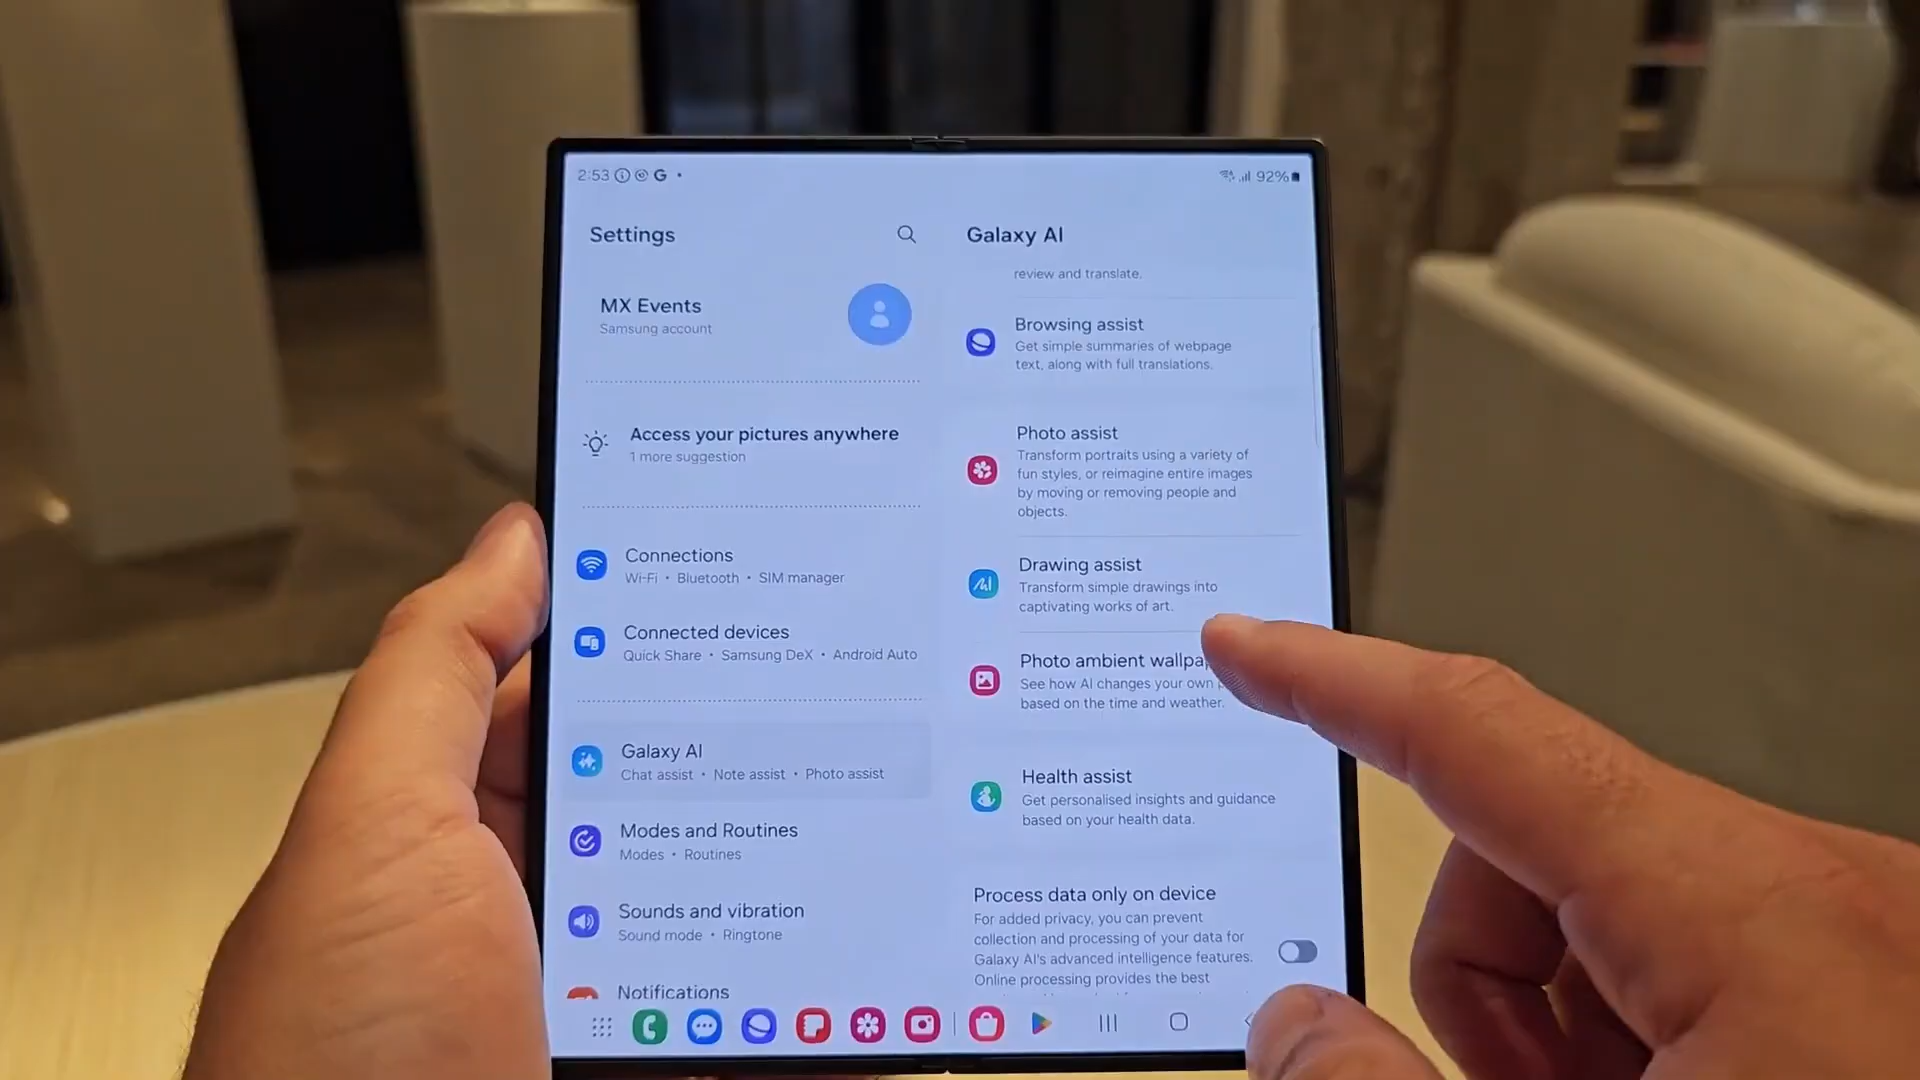 2:53
92%
Settings
MX Events
Samsung account
Access your pictures anywhere
1 more suggestion
Connections
Wi-Fi • Bluetooth • SIM manager
Connected devices
Quick Share • Samsung DeX • Android Auto
Galaxy AI
Chat assist • Note assist • Photo assist
Modes and Routines
Modes • Routines
Sounds and vibration
Sound mode • Ringtone
Notifications
Galaxy AI
review and translate.
Browsing assist
Get simple summaries of webpage
text, along with full translations.
Photo assist
Transform portraits using a variety of
fun styles, or reimagine entire images
by moving or removing people and
objects.
Drawing assist
Transform simple drawings into
captivating works of art.
Photo ambient
See how AI changes your own
based on the time and weather.
Health assist
Get personalised insights and guidance
based on your health data.
Process data only on device
For added privacy, you can prevent
collection and processing of your data for
Galaxy AI's advanced intelligence features.
Online processing provides the best